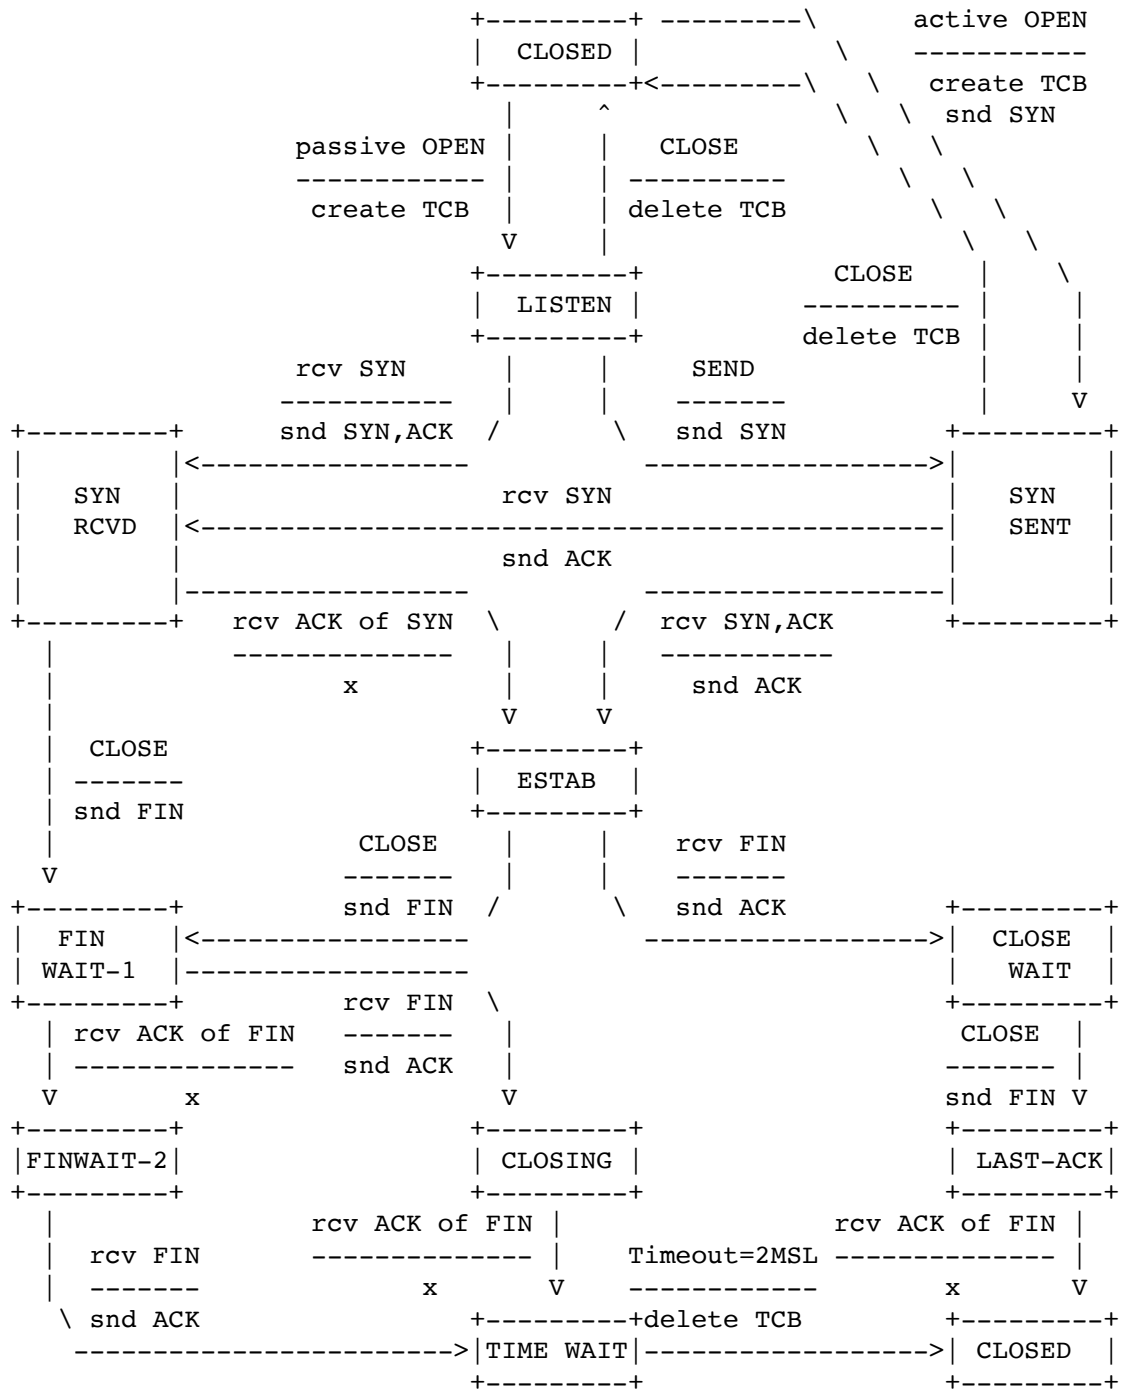 active OPEN
CLOSED
create TCB
snd SYN
passive OPEN CLOSE
create TCB delete TCB
V
CLOSE
LISTEN
delete TCB
rcv SYN SEND
V
snd SYN,ACK snd SYN
SYN rcv SYN SYN
RCVD SENT
snd ACK
rcv ACK of SYN rcv SYN,ACK
x snd ACK
V V
CLOSE
ESTAB
snd FIN
CLOSE rcv FIN
V
snd FIN snd ACK
FIN CLOSE
WAIT-1 WAIT
rcv FIN
rcv ACK of FIN CLOSE
snd ACK
V x V snd FIN V
FINWAIT-2 CLOSING LAST-ACK
rcv ACK of FIN rcv ACK of FIN
rcv FIN Timeout=2MSL
x V x V
snd ACK delete TCB
TIME WAIT CLOSED